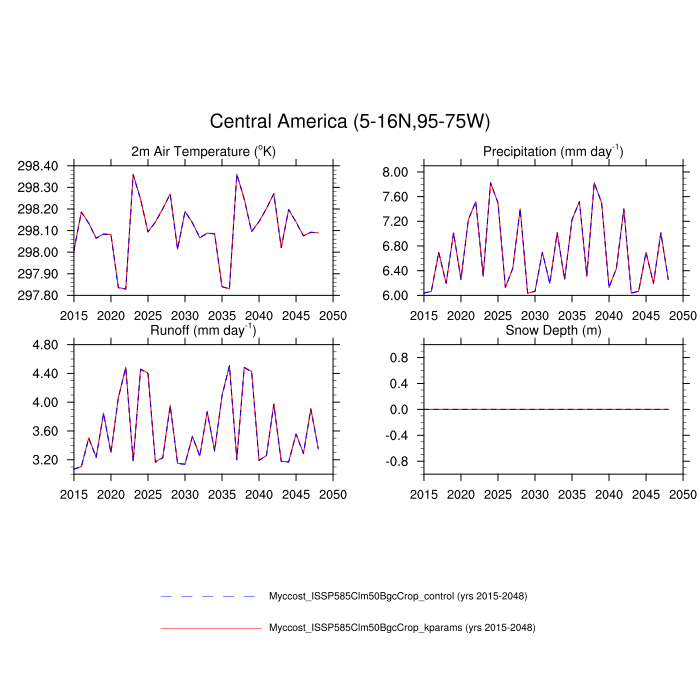 Central America (5-16N,95-75W)
2m Air Temperature (°K)
298.40
298.30
298.20
298.10
298.00
297.90
297.80
2015 2020 2025 2030 2035 2040 2045 2050
Precipitation (mm day⁻¹)
8.00
7.60
7.20
6.80
6.40
6.00
2015 2020 2025 2030 2035 2040 2045 2050
Runoff (mm day⁻¹)
4.80
4.40
4.00
3.60
3.20
2015 2020 2025 2030 2035 2040 2045 2050
Snow Depth (m)
0.8
0.4
0.0
-0.4
-0.8
2015 2020 2025 2030 2035 2040 2045 2050
Myccost_ISSP585Clm50BgcCrop_control (yrs 2015-2048)
Myccost_ISSP585Clm50BgcCrop_kparams (yrs 2015-2048)